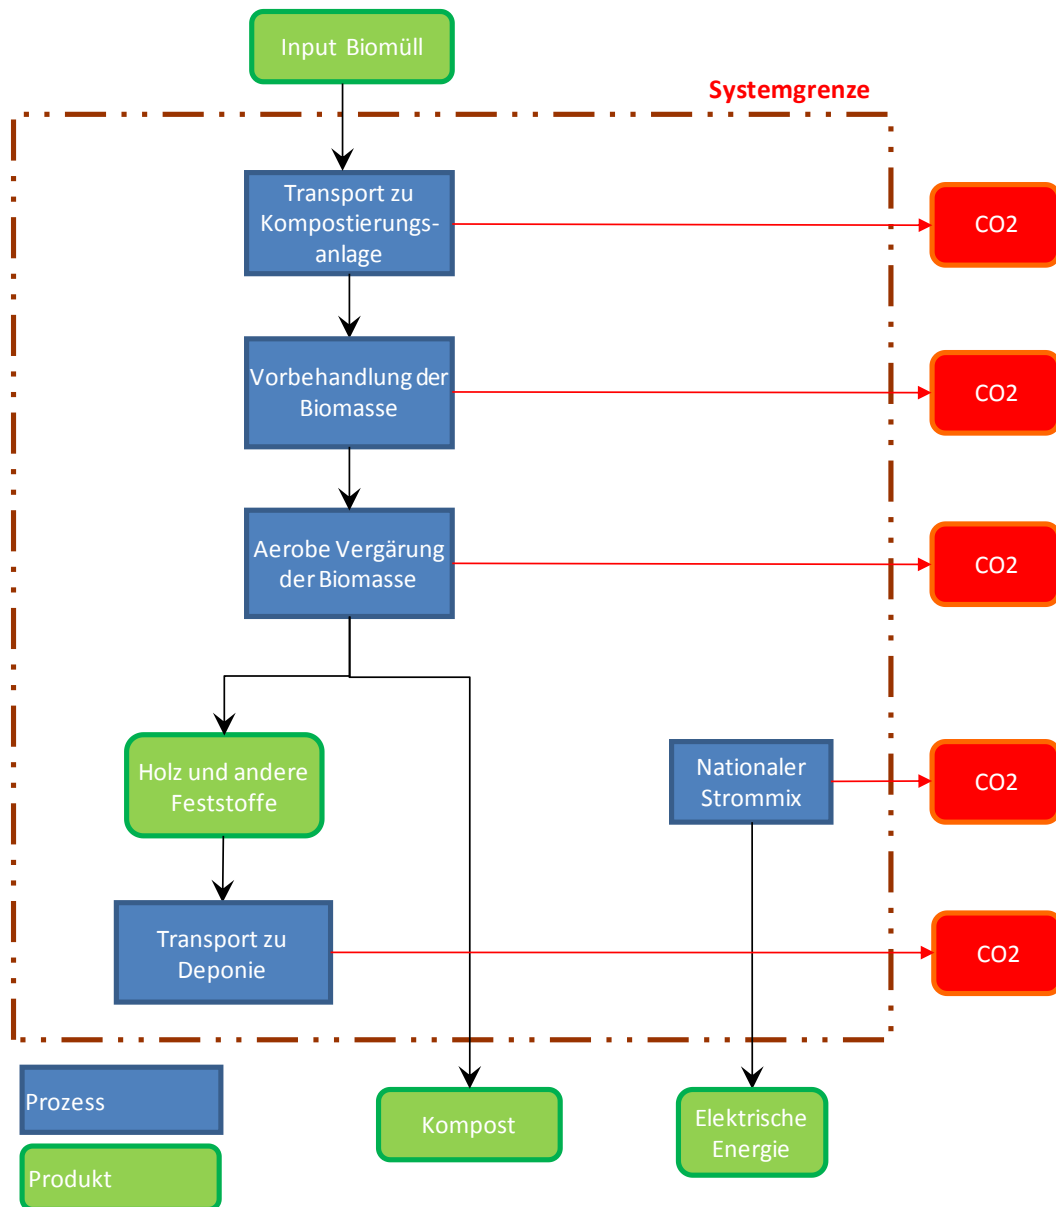 Input Biomüll
Systemgrenze
Transport zu
Kompostierungs-
anlage
CO2
Vorbehandlung der
Biomasse
CO2
Aerobe Vergärung
der Biomasse
CO2
Holz und andere
Feststoffe
Nationaler
Strommix
CO2
Transport zu
Deponie
CO2
Prozess
Kompost
Elektrische
Energie
Produkt